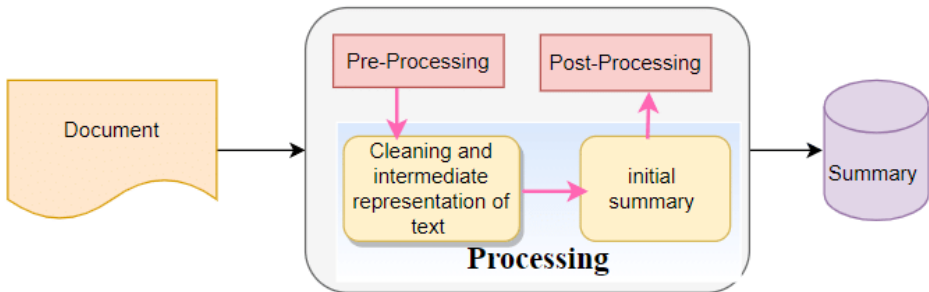 Document
Pre-Processing
Post-Processing
Cleaning and
intermediate
representation of
text
initial
summary
Processing
Summary